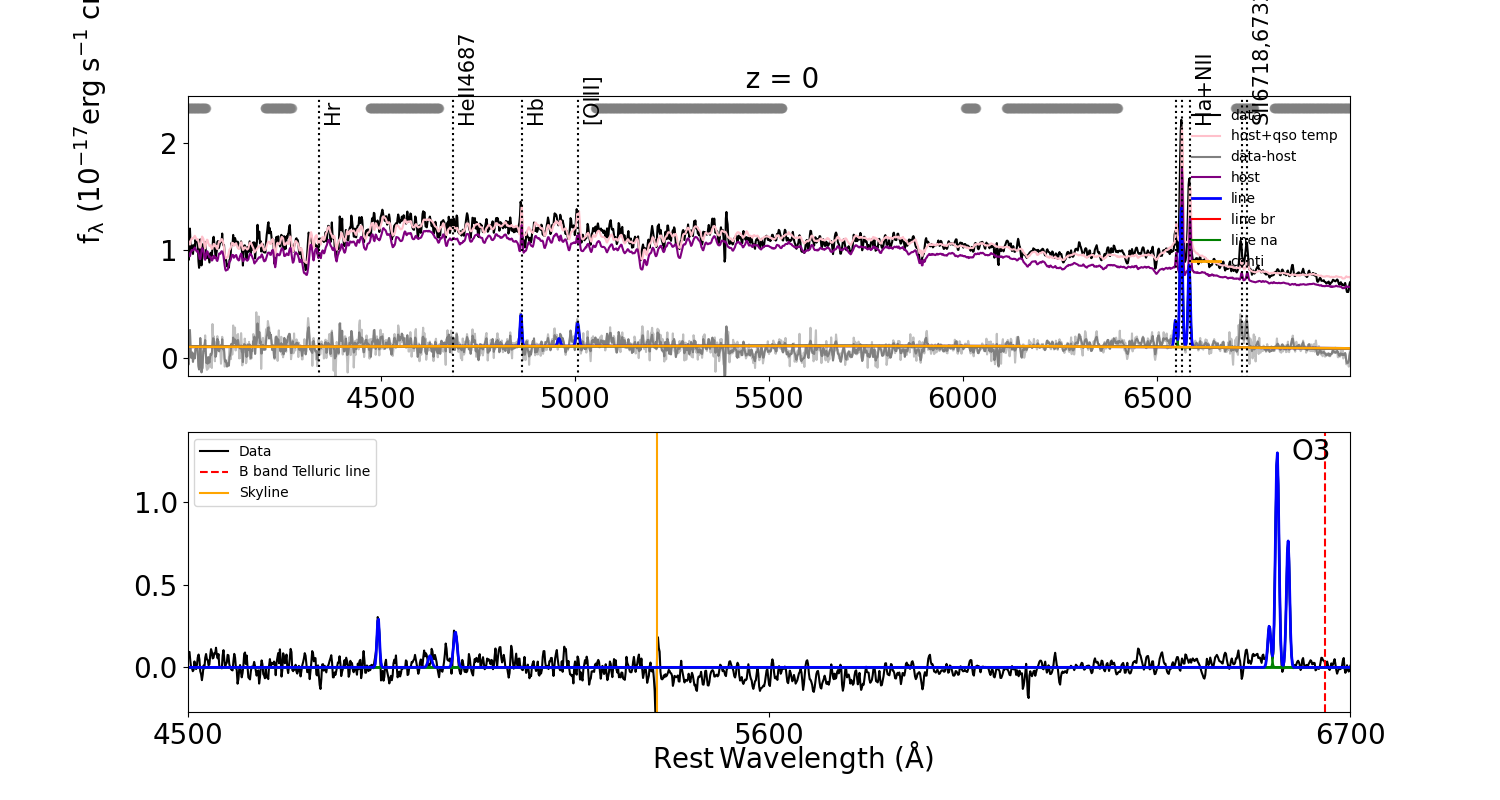 z = 0
f_λ (10^−17 erg s^−1 c
Hr
HeII4687
Hb
[OIII]
Ha+NII
SII6718,673
data
host+qso temp
data-host
host
line
line br
line na
conti
2
1
0
4500 5000 5500 6000 6500
Data
B band Telluric line
Skyline
O3
1.0
0.5
0.0
4500 5600 6700
Rest Wavelength (Å)